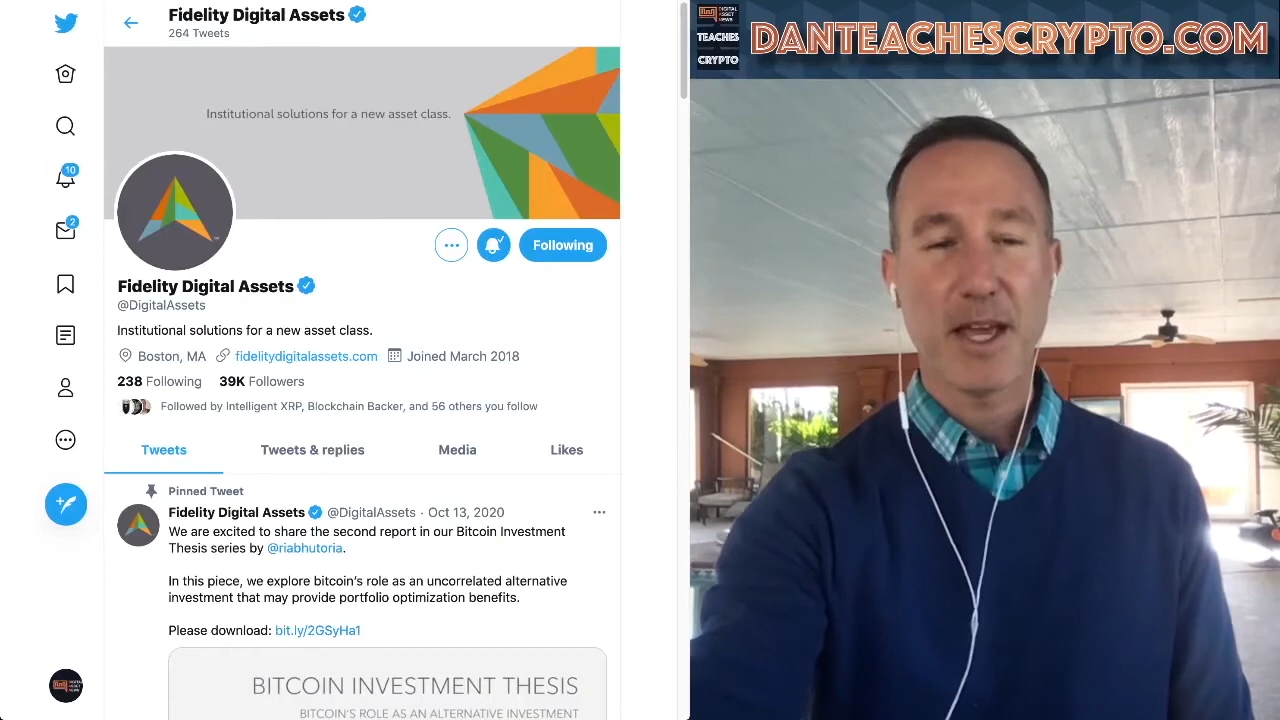 Fidelity Digital Assets
264 Tweets
Institutional solutions for a new asset class.
10
2
Following
Fidelity Digital Assets
@DigitalAssets
Institutional solutions for a new asset class.
Boston, MA fidelitydigitalassets.com Joined March 2018
238 Following 39K Followers
Followed by Intelligent XRP, Blockchain Backer, and 56 others you follow
Tweets Tweets & replies Media Likes
Pinned Tweet
Fidelity Digital Assets @DigitalAssets · Oct 13, 2020
We are excited to share the second report in our Bitcoin Investment
Thesis series by @riabhutoria.
In this piece, we explore bitcoin's role as an uncorrelated alternative
investment that may provide portfolio optimization benefits.
Please download: bit.ly/2GSyHa1
BITCOIN INVESTMENT THESIS
BITCOIN'S ROLE AS AN ALTERNATIVE INVESTMENT
DIGITAL
ASSET
NEWS
TEACHES
CRYPTO
DANTEACHESCRYPTO.COM